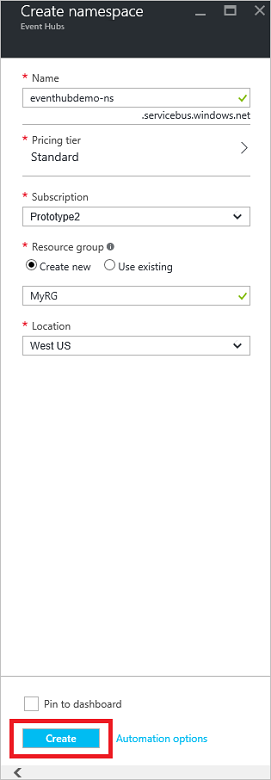 Create namespace
Event Hubs
* Name
eventhubdemo-ns
.servicebus.windows.net
* Pricing tier
Standard
* Subscription
Prototype2
* Resource group
Create new Use existing
MyRG
* Location
West US
Pin to dashboard
Create Automation options